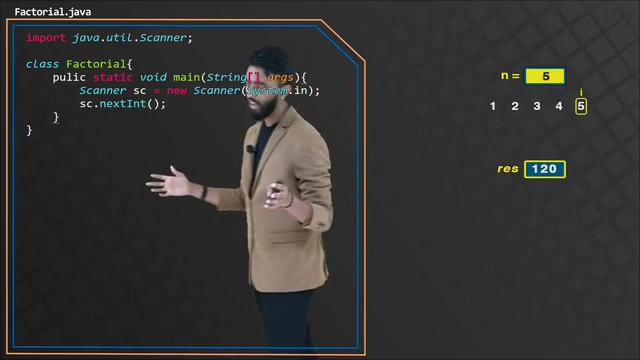 Factorial.java
import java.util.Scanner;
class Factorial{
pulic static void main(String[] args){
Scanner sc = new Scanner(System.in);
sc.nextInt();
}
}
n = 5
i
1 2 3 4 5
res 120